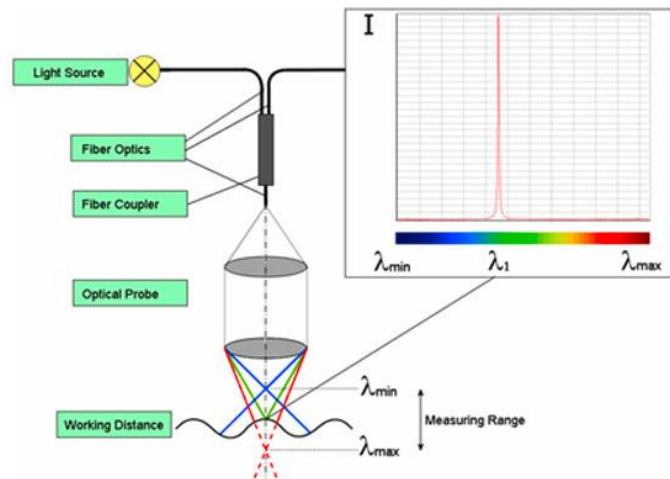 I
Light Source
Fiber Optics
Fiber Coupler
λmin
λ1
λmax
Optical Probe
λmin
Measuring Range
Working Distance
λmax